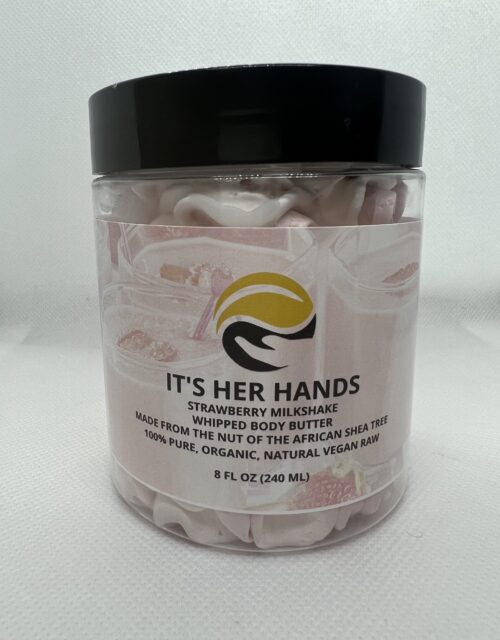 IT'S HER HANDS
STRAWBERRY MILKSHAKE
WHIPPED BODY BUTTER
MADE FROM THE NUT OF THE AFRICAN SHEA TREE
100% PURE, ORGANIC, NATURAL VEGAN RAW
8 FL OZ (240 ML)